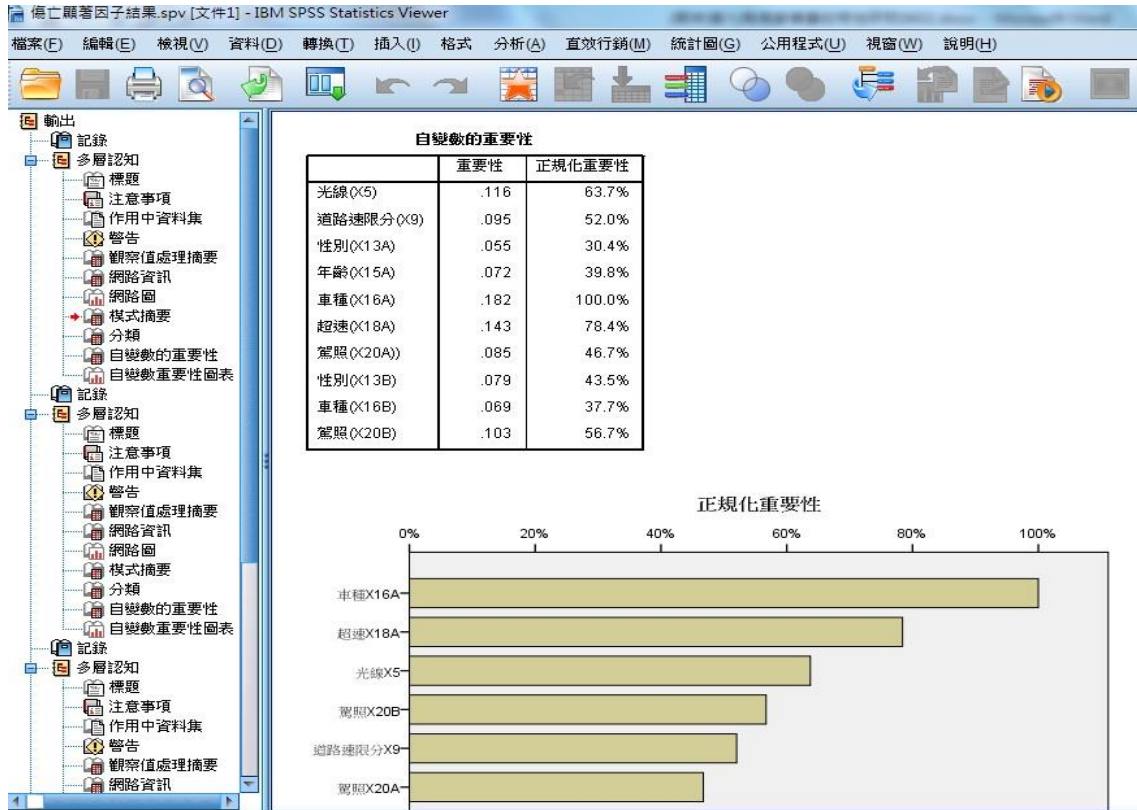 傷亡顯著因子結果.spv [文件1] - IBM SPSS Statistics Viewer
檔案(F) 編輯(E) 檢視(V) 資料(D) 轉換(T) 插入(I) 格式 分析(A) 直效行銷(M) 統計圖(G) 公用程式(U) 視窗(W) 說明(H)
輸出
記錄
多層認知
標題
注意事項
作用中資料集
警告
觀察值處理摘要
網路資訊
網路圖
模式摘要
分類
自變數的重要性
自變數重要性圖表
記錄
多層認知
標題
注意事項
作用中資料集
警告
觀察值處理摘要
網路資訊
網路圖
模式摘要
分類
自變數的重要性
自變數重要性圖表
記錄
多層認知
標題
注意事項
作用中資料集
警告
觀察值處理摘要
網路資訊
自變數的重要性
重要性 正規化重要性
光線(X5) .116 63.7%
道路速限分(X9) .095 52.0%
性別(X13A) .055 30.4%
年齡(X15A) .072 39.8%
車種(X16A) .182 100.0%
超速(X18A) .143 78.4%
駕照(X20A)) .085 46.7%
性別(X13B) .079 43.5%
車種(X16B) .069 37.7%
駕照(X20B) .103 56.7%
正規化重要性
0% 20% 40% 60% 80% 100%
車種X16A
超速X18A
光線X5
駕照X20B
道路速限分X9
駕照X20A